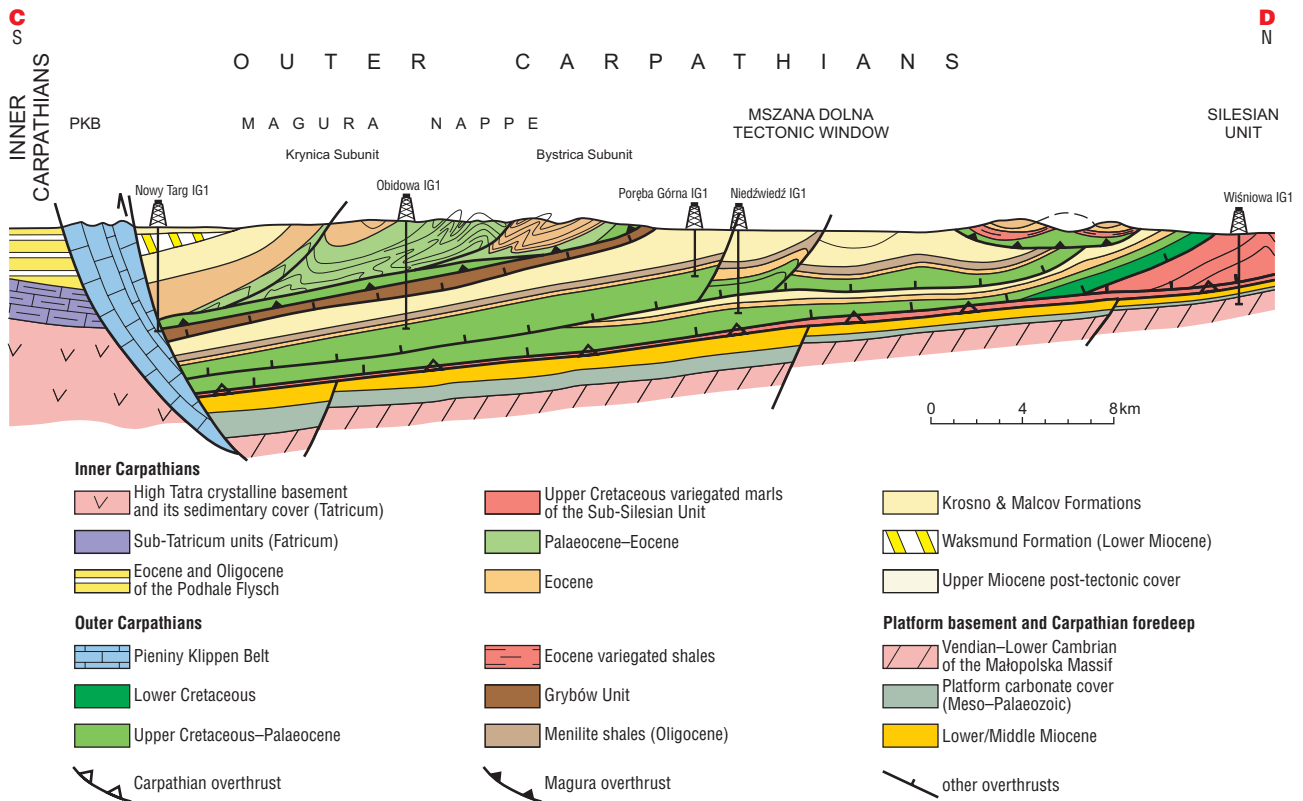 C
S
D
N
OUTER CARPATHIANS
INNER
CARPATHIANS
PKB
MAGURA NAPPE
MSZANA DOLNA
TECTONIC WINDOW
SILESIAN
UNIT
Krynica Subunit
Bystrica Subunit
Nowy Targ IG1
Obidowa IG1
Poręba Górna IG1
Niedźwiedź IG1
Wiśniowa IG1
0 4 8 km
Inner Carpathians
High Tatra crystalline basement
and its sedimentary cover (Tatricum)
Sub-Tatricum units (Fatricum)
Eocene and Oligocene
of the Podhale Flysch
Outer Carpathians
Pieniny Klippen Belt
Lower Cretaceous
Upper Cretaceous–Palaeocene
Carpathian overthrust
Upper Cretaceous variegated marls
of the Sub-Silesian Unit
Palaeocene–Eocene
Eocene
Eocene variegated shales
Grybów Unit
Menilite shales (Oligocene)
Magura overthrust
Krosno & Malcov Formations
Waksmund Formation (Lower Miocene)
Upper Miocene post-tectonic cover
Platform basement and Carpathian foredeep
Vendian–Lower Cambrian
of the Małopolska Massif
Platform carbonate cover
(Meso–Palaeozoic)
Lower/Middle Miocene
other overthrusts